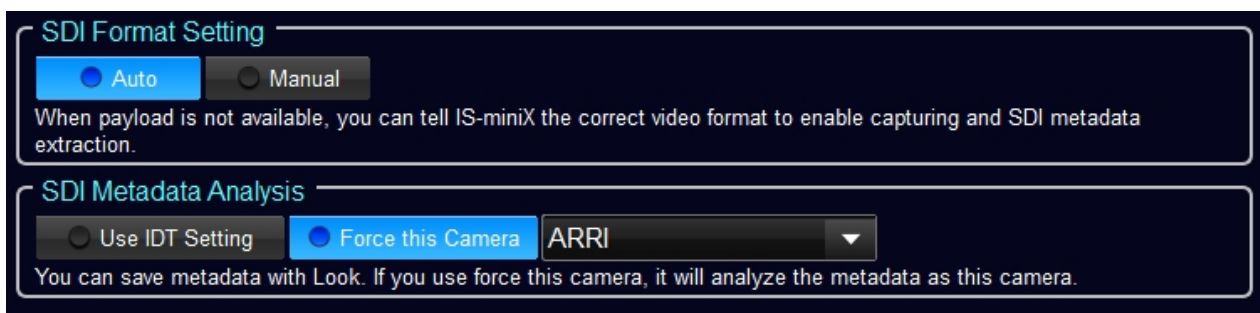 SDI Format Setting
Auto Manual
When payload is not available, you can tell IS-miniX the correct video format to enable capturing and SDI metadata
extraction.
SDI Metadata Analysis
Use IDT Setting Force this Camera ARRI
You can save metadata with Look. If you use force this camera, it will analyze the metadata as this camera.